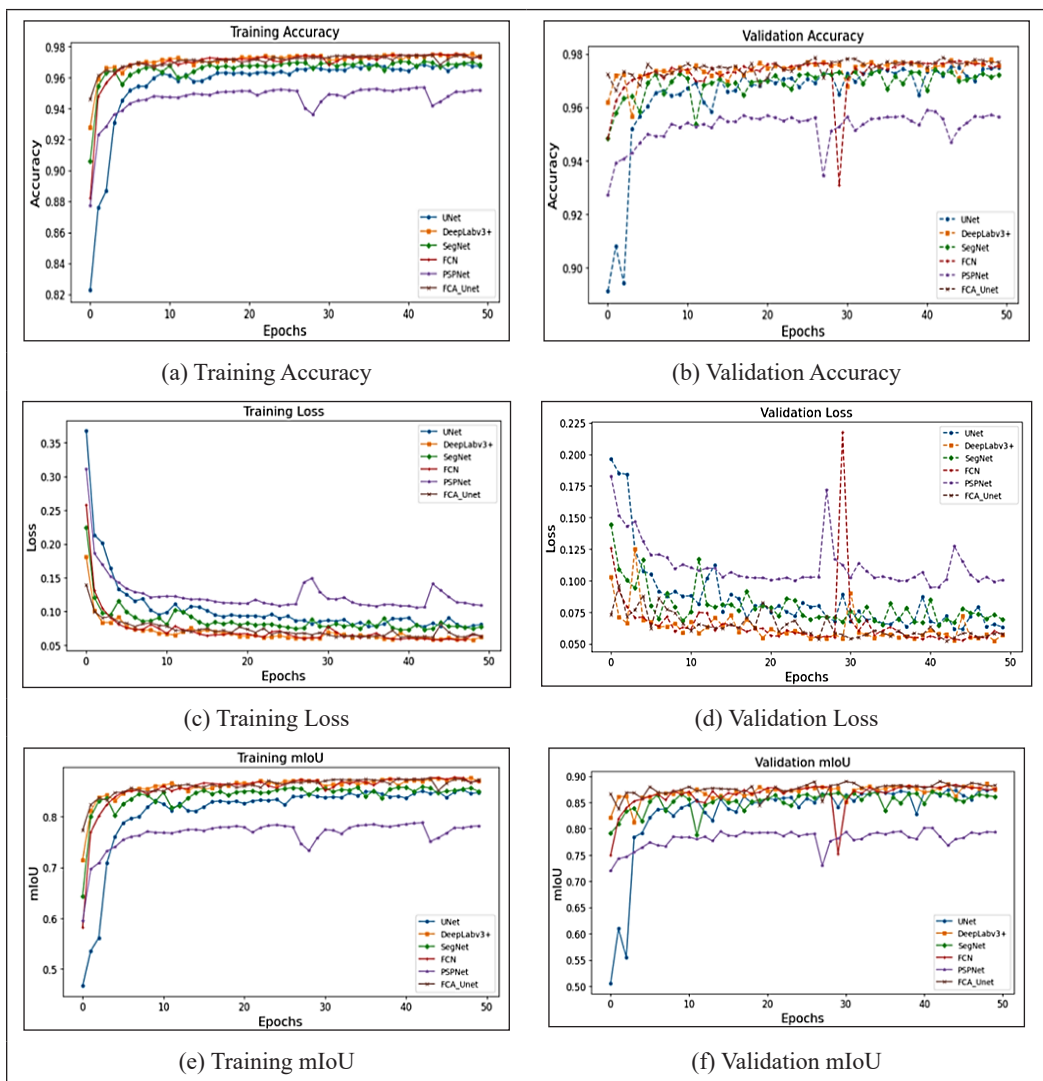 Training Accuracy
Accuracy
0.98
0.96
0.94
0.92
0.90
0.88
0.86
0.84
0.82
0 10 20 30 40 50
Epochs
UNet
DeepLabv3+
SegNet
FCN
PSPNet
FCA_Unet
(a) Training Accuracy
Validation Accuracy
Accuracy
0.98
0.96
0.94
0.92
0.90
0 10 20 30 40 50
Epochs
UNet
DeepLabv3+
SegNet
FCN
PSPNet
FCA_Unet
(b) Validation Accuracy
Training Loss
Loss
0.35
0.30
0.25
0.20
0.15
0.10
0.05
0 10 20 30 40 50
Epochs
UNet
DeepLabv3+
SegNet
FCN
PSPNet
FCA_Unet
(c) Training Loss
Validation Loss
Loss
0.225
0.200
0.175
0.150
0.125
0.100
0.075
0.050
0 10 20 30 40 50
Epochs
UNet
DeepLabv3+
SegNet
FCN
PSPNet
FCA_Unet
(d) Validation Loss
Training mIoU
mIoU
0.8
0.7
0.6
0.5
0 10 20 30 40 50
Epochs
UNet
DeepLabv3+
SegNet
FCN
PSPNet
FCA_Unet
(e) Training mIoU
Validation mIoU
mIoU
0.90
0.85
0.80
0.75
0.70
0.65
0.60
0.55
0.50
0 10 20 30 40 50
Epochs
UNet
DeepLabv3+
SegNet
FCN
PSPNet
FCA_Unet
(f) Validation mIoU